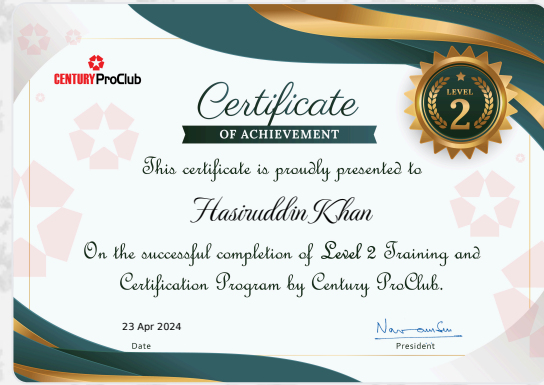 CENTURY ProClub
LEVEL
2
Certificate
OF ACHIEVEMENT
This certificate is proudly presented to
Hasiruddin Khan
On the successful completion of Level 2 Training and
Certification Program by Century ProClub.
23 Apr 2024
Date
President